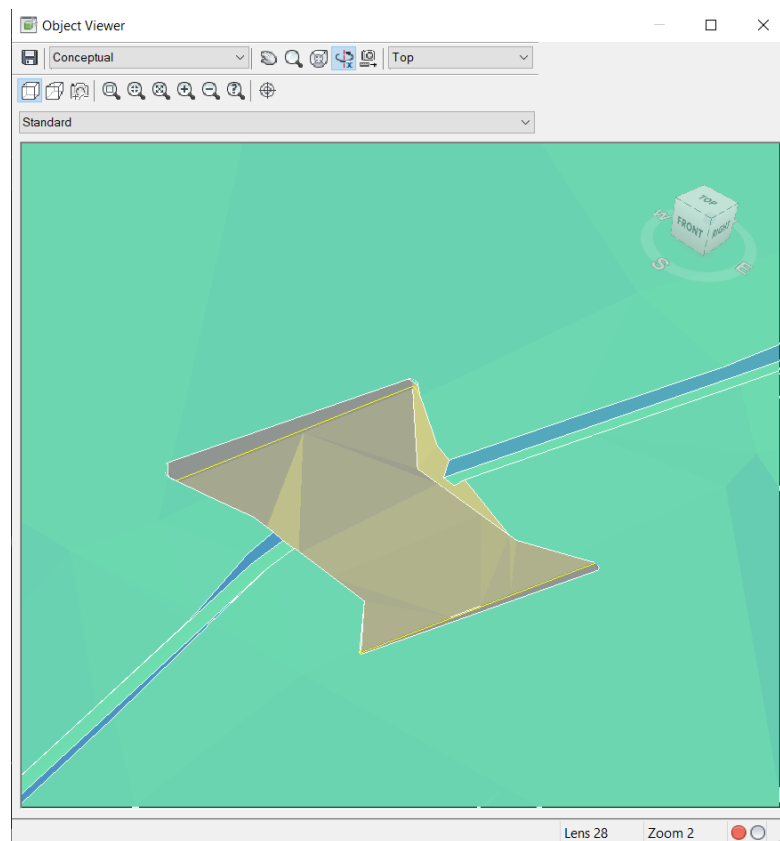 Object Viewer
Conceptual
Top
Standard
TOP
FRONT
RIGHT
W
S
E
Lens 28
Zoom 2